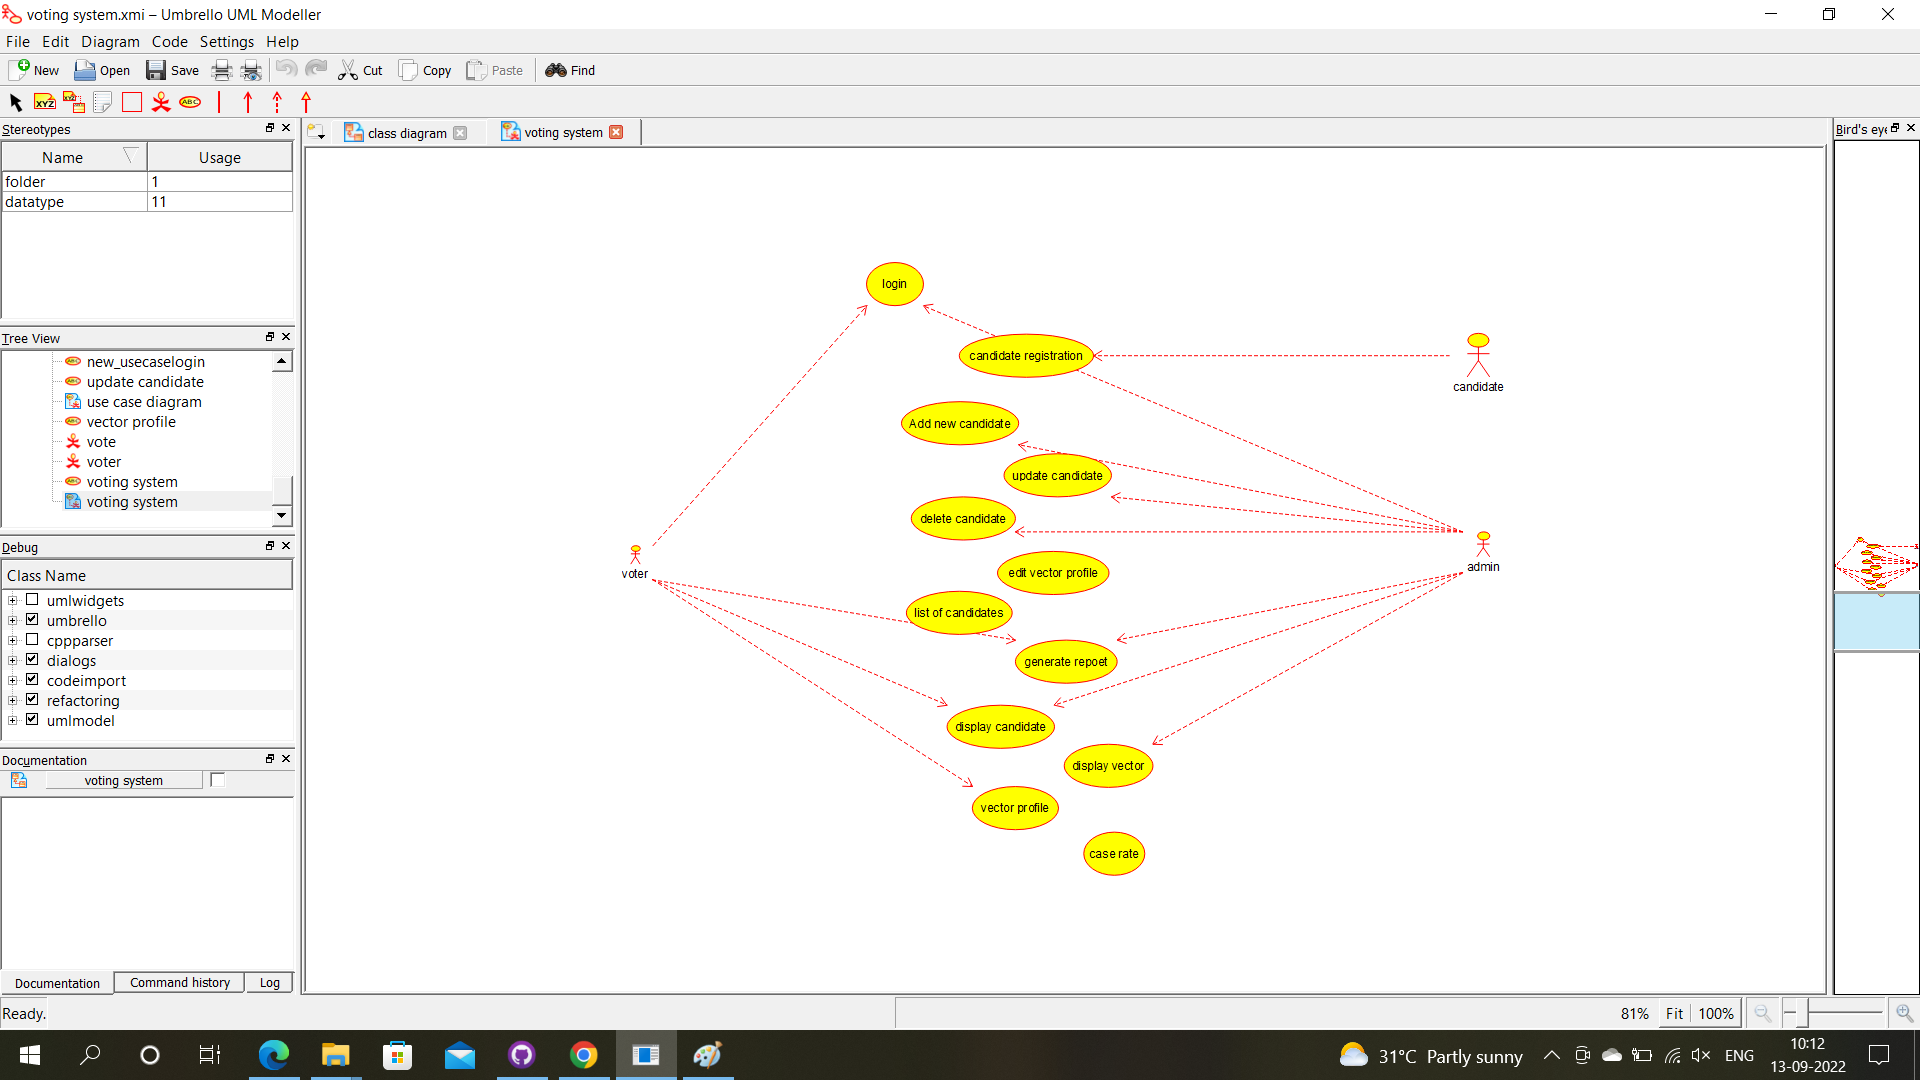 voting system.xmi – Umbrello UML Modeller
File Edit Diagram Code Settings Help
New Open Save Cut Copy Paste Find
XYZ XYZ ABC
Stereotypes
Name Usage
folder 1
datatype 11
Tree View
new_usecaselogin
update candidate
use case diagram
vector profile
vote
voter
voting system
voting system
Debug
Class Name
umlwidgets
umbrello
cppparser
dialogs
codeimport
refactoring
umlmodel
Documentation
voting system
Documentation Command history Log
Ready.
class diagram voting system
login
candidate registration
candidate
Add new candidate
update candidate
delete candidate
voter
admin
edit vector profile
list of candidates
generate repoet
display candidate
display vector
vector profile
case rate
Bird's eye
81% Fit 100%
31°C Partly sunny
ENG
10:12
13-09-2022